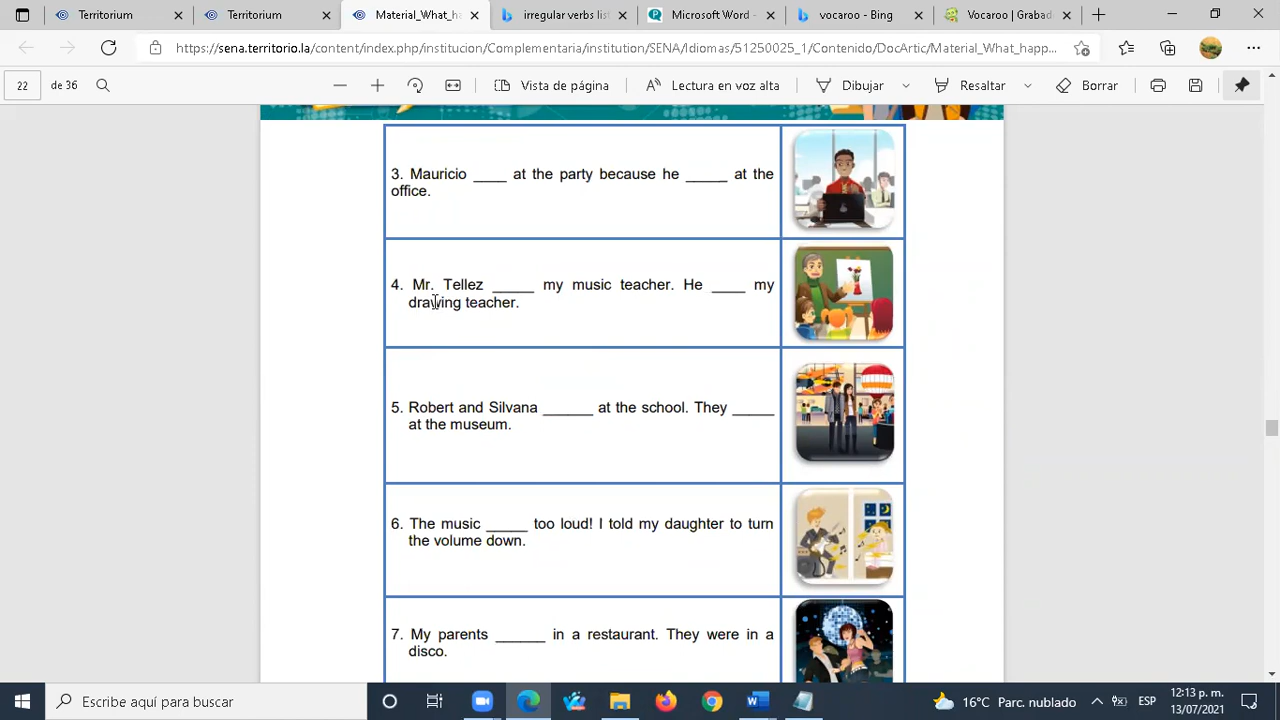 Territorium
Territorium
Material_What_ha
irregular verbs list
Microsoft Word -
vocaroo - Bing
Vocaroo | Grabad
https://sena.territorio.la/content/index.php/institucion/Complementaria/institution/SENA/Idiomas/51250025_1/Contenido/DocArtic/Material_What_happ...
22 de 36
Vista de página
Lectura en voz alta
Dibujar
Resaltar
Borrar
3. Mauricio ____ at the party because he _____ at the
office.
4. Mr. Tellez _____ my music teacher. He ____ my
drawing teacher.
5. Robert and Silvana ______ at the school. They _____
at the museum.
6. The music _____ too loud! I told my daughter to turn
the volume down.
7. My parents ______ in a restaurant. They were in a
disco.
Escribe aquí para buscar
16°C Parc. nublado
ESP
12:13 p. m.
13/07/2021